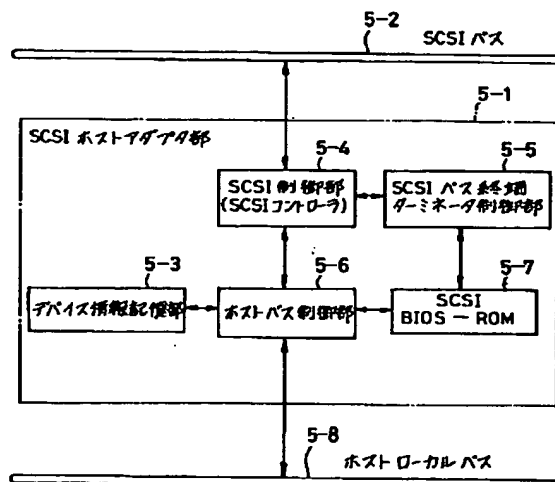 5-2
SCSI バス
5-1
SCSI ホストアダプタ部
5-4
SCSI 制御部
(SCSIコントローラ)
5-5
SCSI バス終端
ターミネータ制御部
5-3
デバイス情報記憶部
5-6
ホストバス制御部
5-7
SCSI
BIOS-ROM
5-8
ホストローカルバス